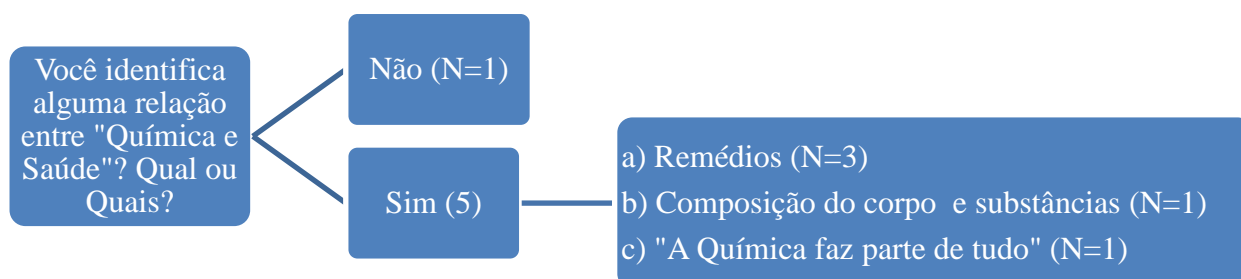 Você identifica
alguma relação
entre "Química e
Saúde"? Qual ou
Quais?
Não (N=1)
Sim (5)
a) Remédios (N=3)
b) Composição do corpo e substâncias (N=1)
c) "A Química faz parte de tudo" (N=1)